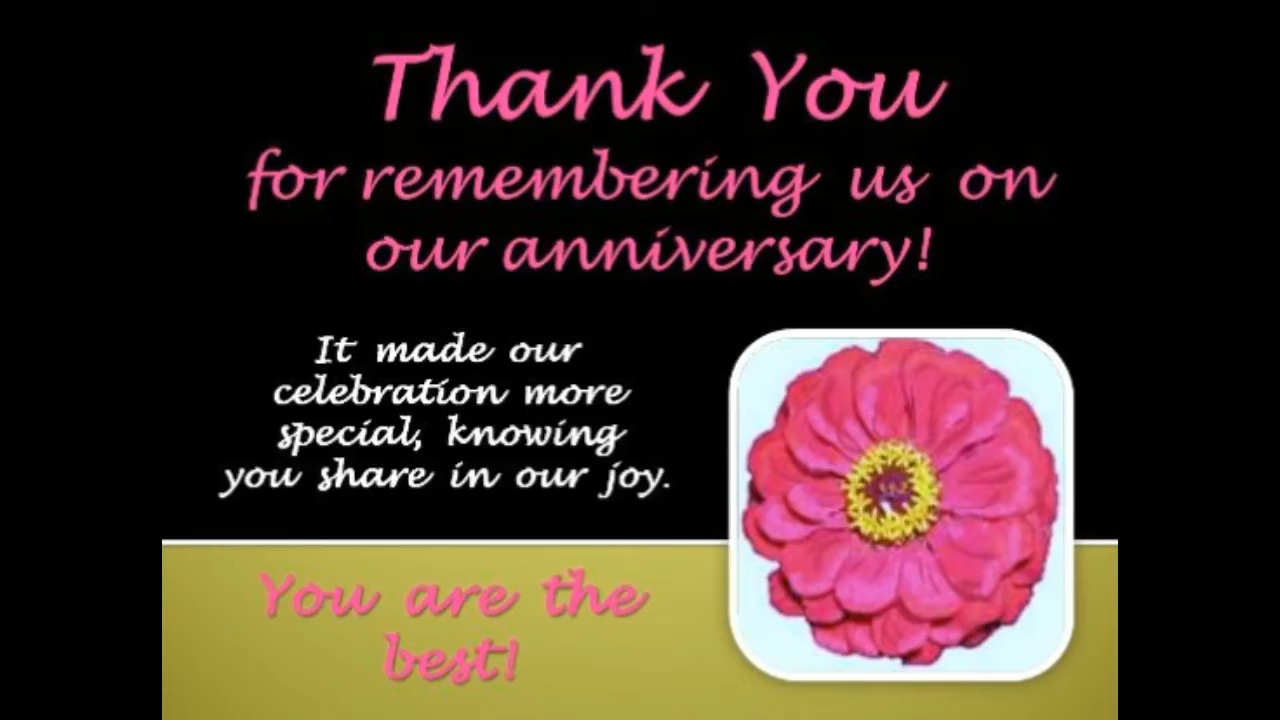 Thank You
for remembering us on
our anniversary!
It made our
celebration more
special, knowing
you share in our joy.
You are the
best!